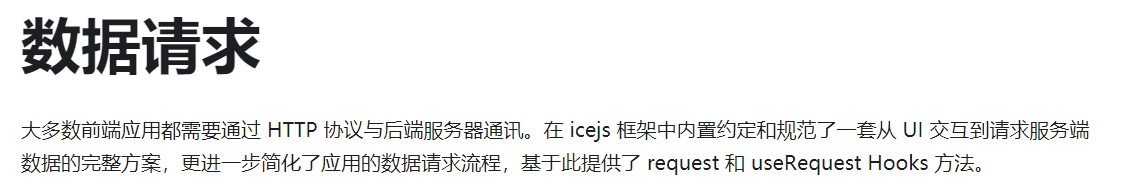 数据请求
大多数前端应用都需要通过 HTTP 协议与后端服务器通讯。在 icejs 框架中内置约定和规范了一套从 UI 交互到请求服务端
数据的完整方案，更进一步简化了应用的数据请求流程，基于此提供了 request 和 useRequest Hooks 方法。